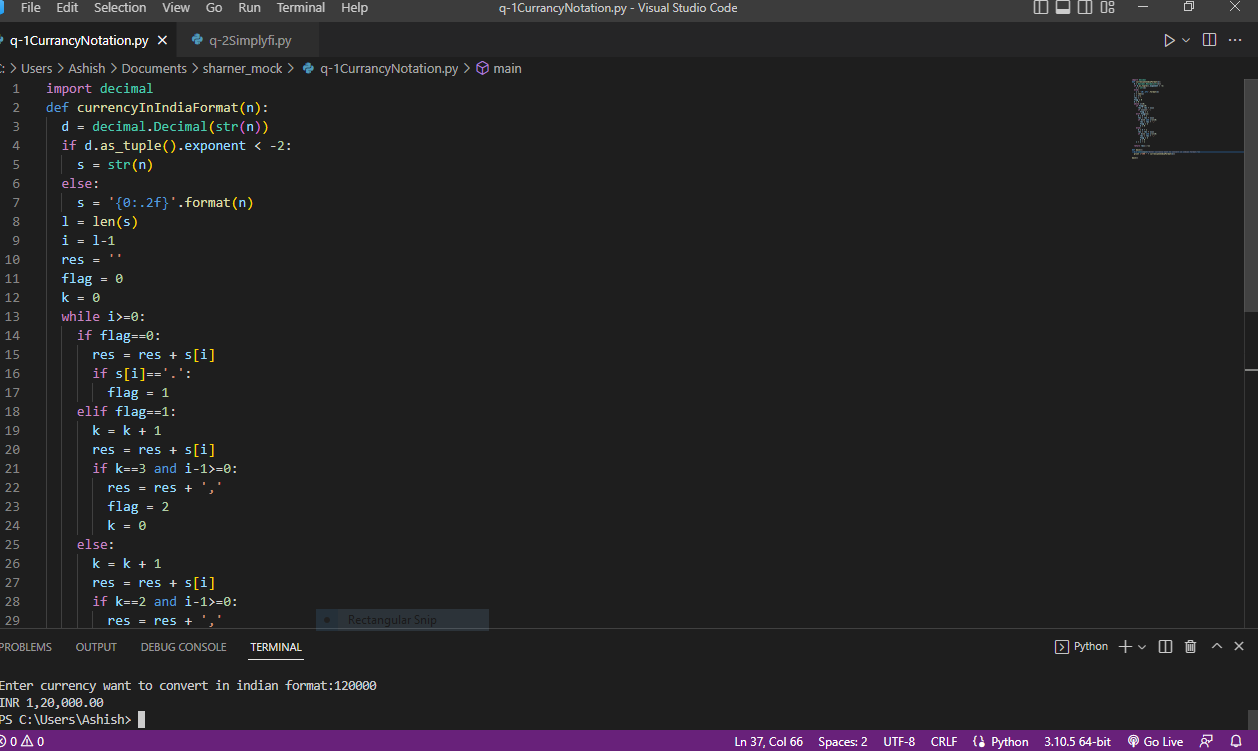 File Edit Selection View Go Run Terminal Help q-1CurrancyNotation.py - Visual Studio Code
q-1CurrancyNotation.py q-2Simplyfi.py
C: > Users > Ashish > Documents > sharner_mock > q-1CurrancyNotation.py > main
1 import decimal
2 def currencyInIndiaFormat(n):
3   d = decimal.Decimal(str(n))
4   if d.as_tuple().exponent < -2:
5     s = str(n)
6   else:
7     s = '{0:.2f}'.format(n)
8   l = len(s)
9   i = l-1
10   res = ''
11   flag = 0
12   k = 0
13   while i>=0:
14     if flag==0:
15       res = res + s[i]
16       if s[i]=='.':
17         flag = 1
18     elif flag==1:
19       k = k + 1
20       res = res + s[i]
21       if k==3 and i-1>=0:
22         res = res + ','
23         flag = 2
24         k = 0
25     else:
26       k = k + 1
27       res = res + s[i]
28       if k==2 and i-1>=0:
29         res = res + ','
Rectangular Snip
PROBLEMS OUTPUT DEBUG CONSOLE TERMINAL Python
Enter currency want to convert in indian format:120000
INR 1,20,000.00
PS C:\Users\Ashish>
0 0 Ln 37, Col 66 Spaces: 2 UTF-8 CRLF Python 3.10.5 64-bit Go Live